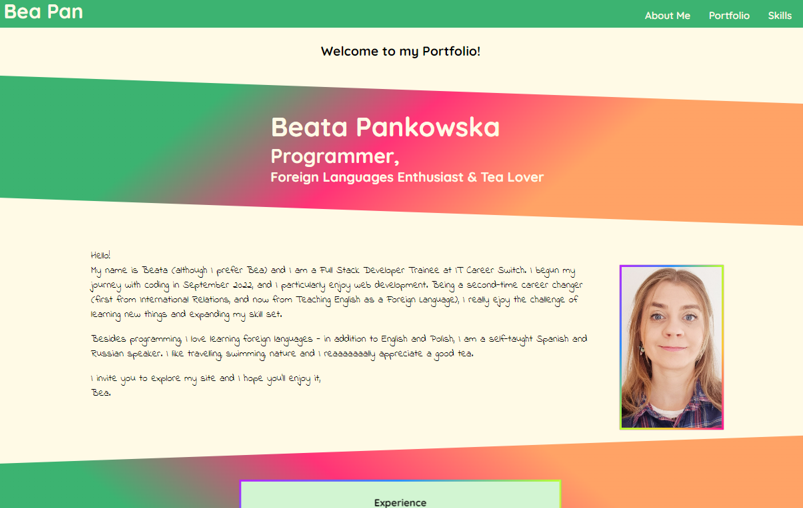 Bea Pan
About Me Portfolio Skills
Welcome to my Portfolio!
Beata Pankowska
Programmer,
Foreign Languages Enthusiast & Tea Lover
Hello!
My name is Beata (although I prefer Bea) and I am a Full Stack Developer Trainee at IT Career Switch. I begun my
journey with coding in September 2022, and I particularly enjoy web development. Being a second-time career changer
(first from International Relations, and now from Teaching English as a Foreign Language), I really ejoy the challenge of
learning new things and expanding my skill set.
Besides programming, I love learning foreign languages - in addition to English and Polish, I am a self-taught Spanish and
Russian speaker. I like traveling, swimming, nature and I reaaaaaaally appreciate a good tea.
I invite you to explore my site and I hope you'll enjoy it,
Bea.
Experience